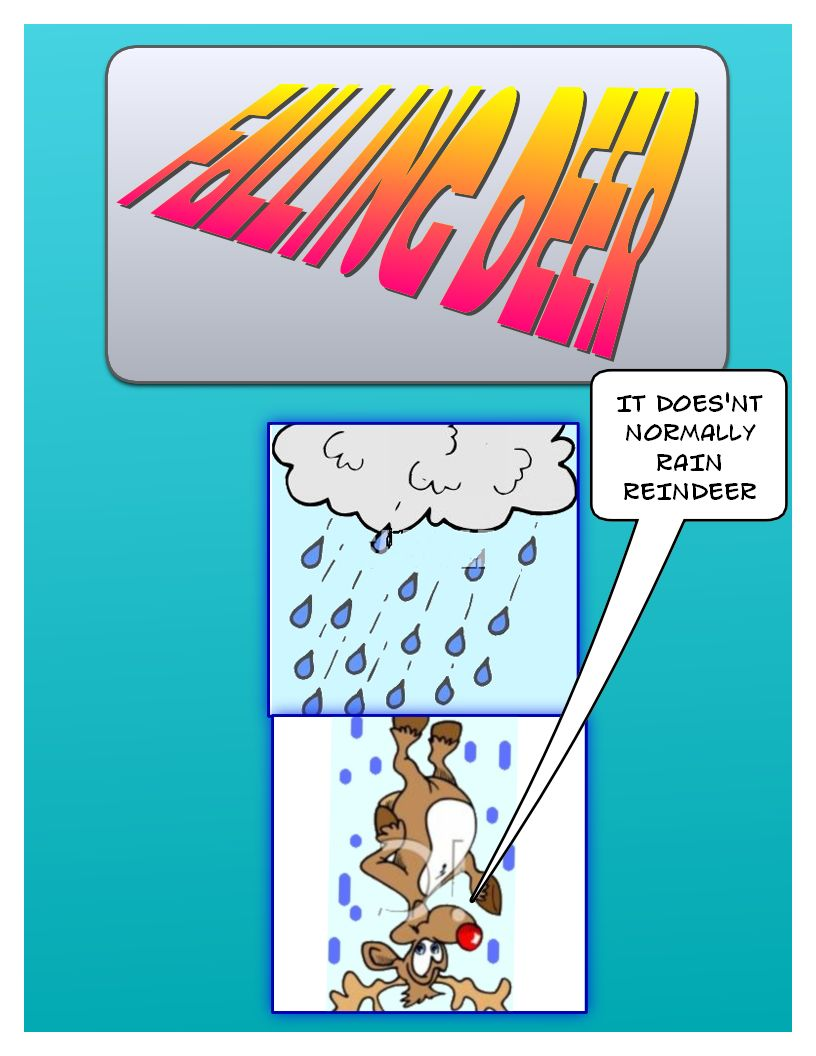 FALLING DEER
IT DOES'NT
NORMALLY
RAIN
REINDEER